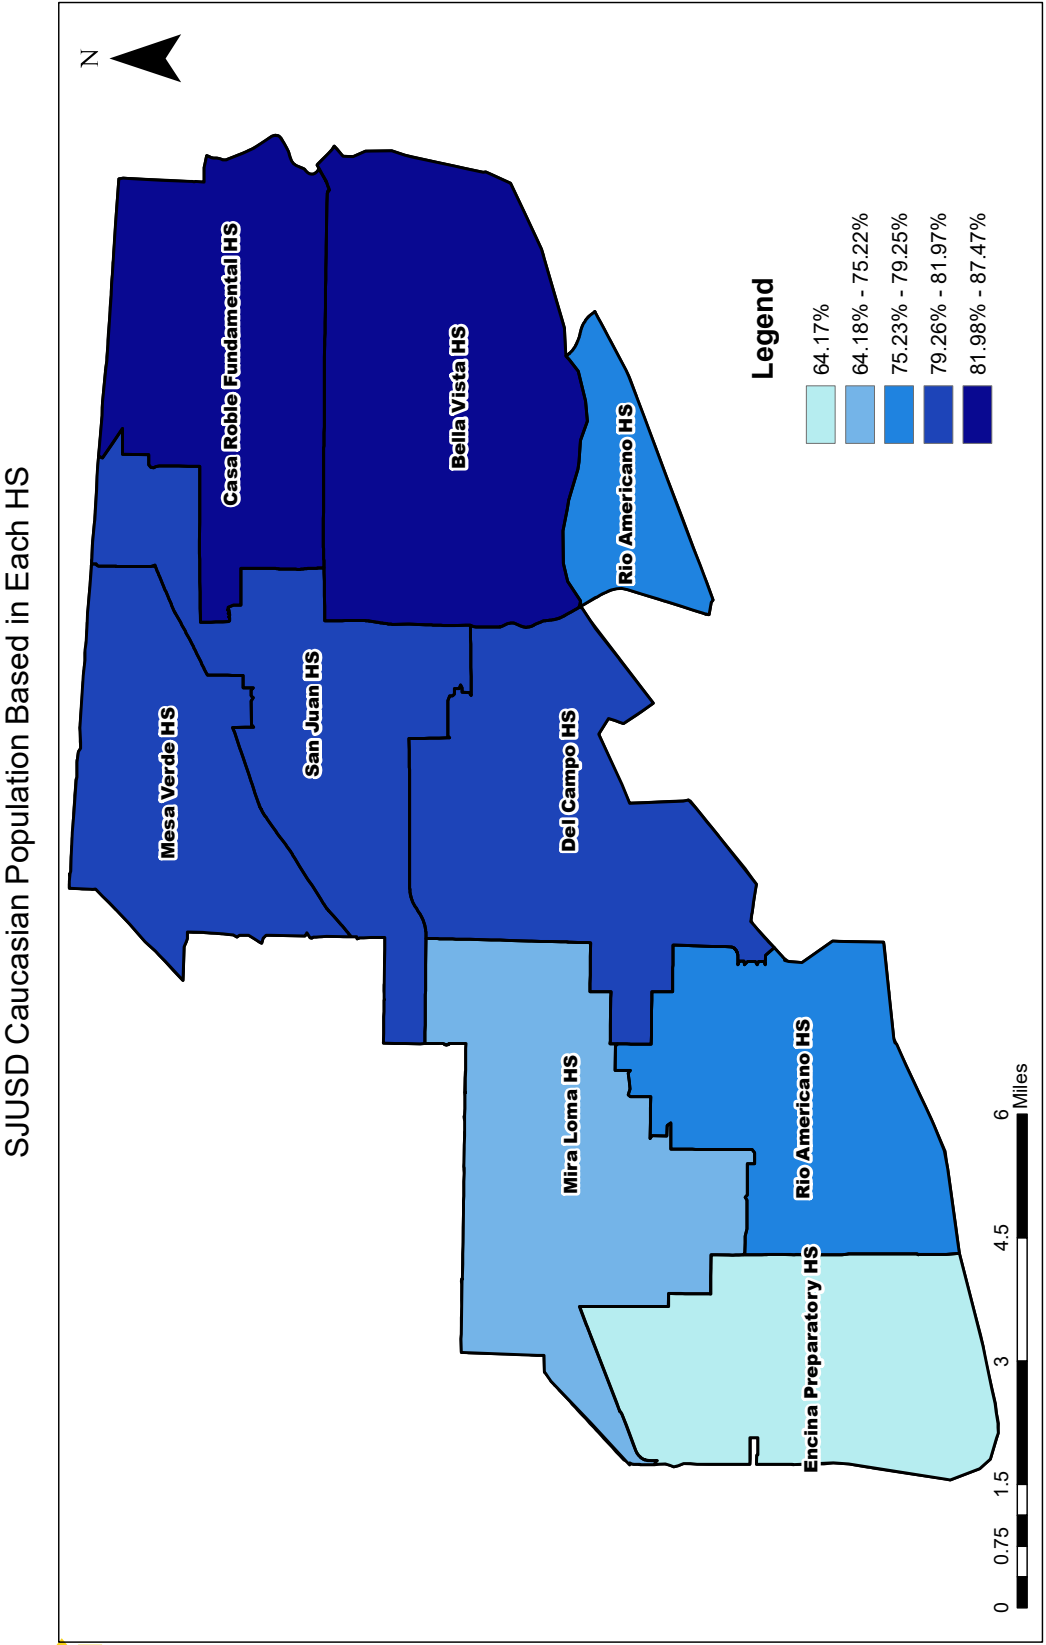 SJUSD Caucasian Population Based in Each HS
N
Casa Roble Fundamental HS
Mesa Verde HS
San Juan HS
Bella Vista HS
Del Campo HS
Rio Americano HS
Mira Loma HS
Rio Americano HS
Encina Preparatory HS
Legend
64.17%
64.18% - 75.22%
75.23% - 79.25%
79.26% - 81.97%
81.98% - 87.47%
0 0.75 1.5 3 4.5 6
Miles